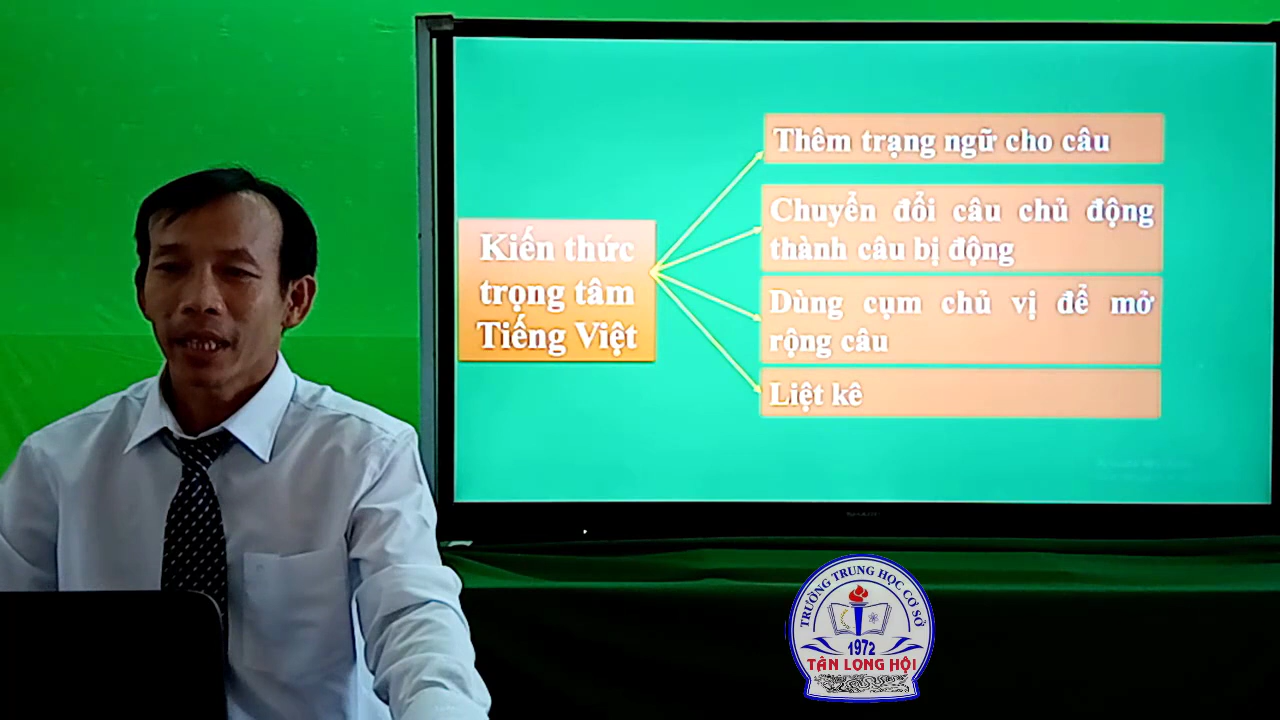 Kiến thức
trọng tâm
Tiếng Việt
Thêm trạng ngữ cho câu
Chuyển đổi câu chủ động
thành câu bị động
Dùng cụm chủ vị để mở
rộng câu
Liệt kê
TRƯỜNG TRUNG HỌC CƠ SỞ
1972
TÂN LONG HỘI